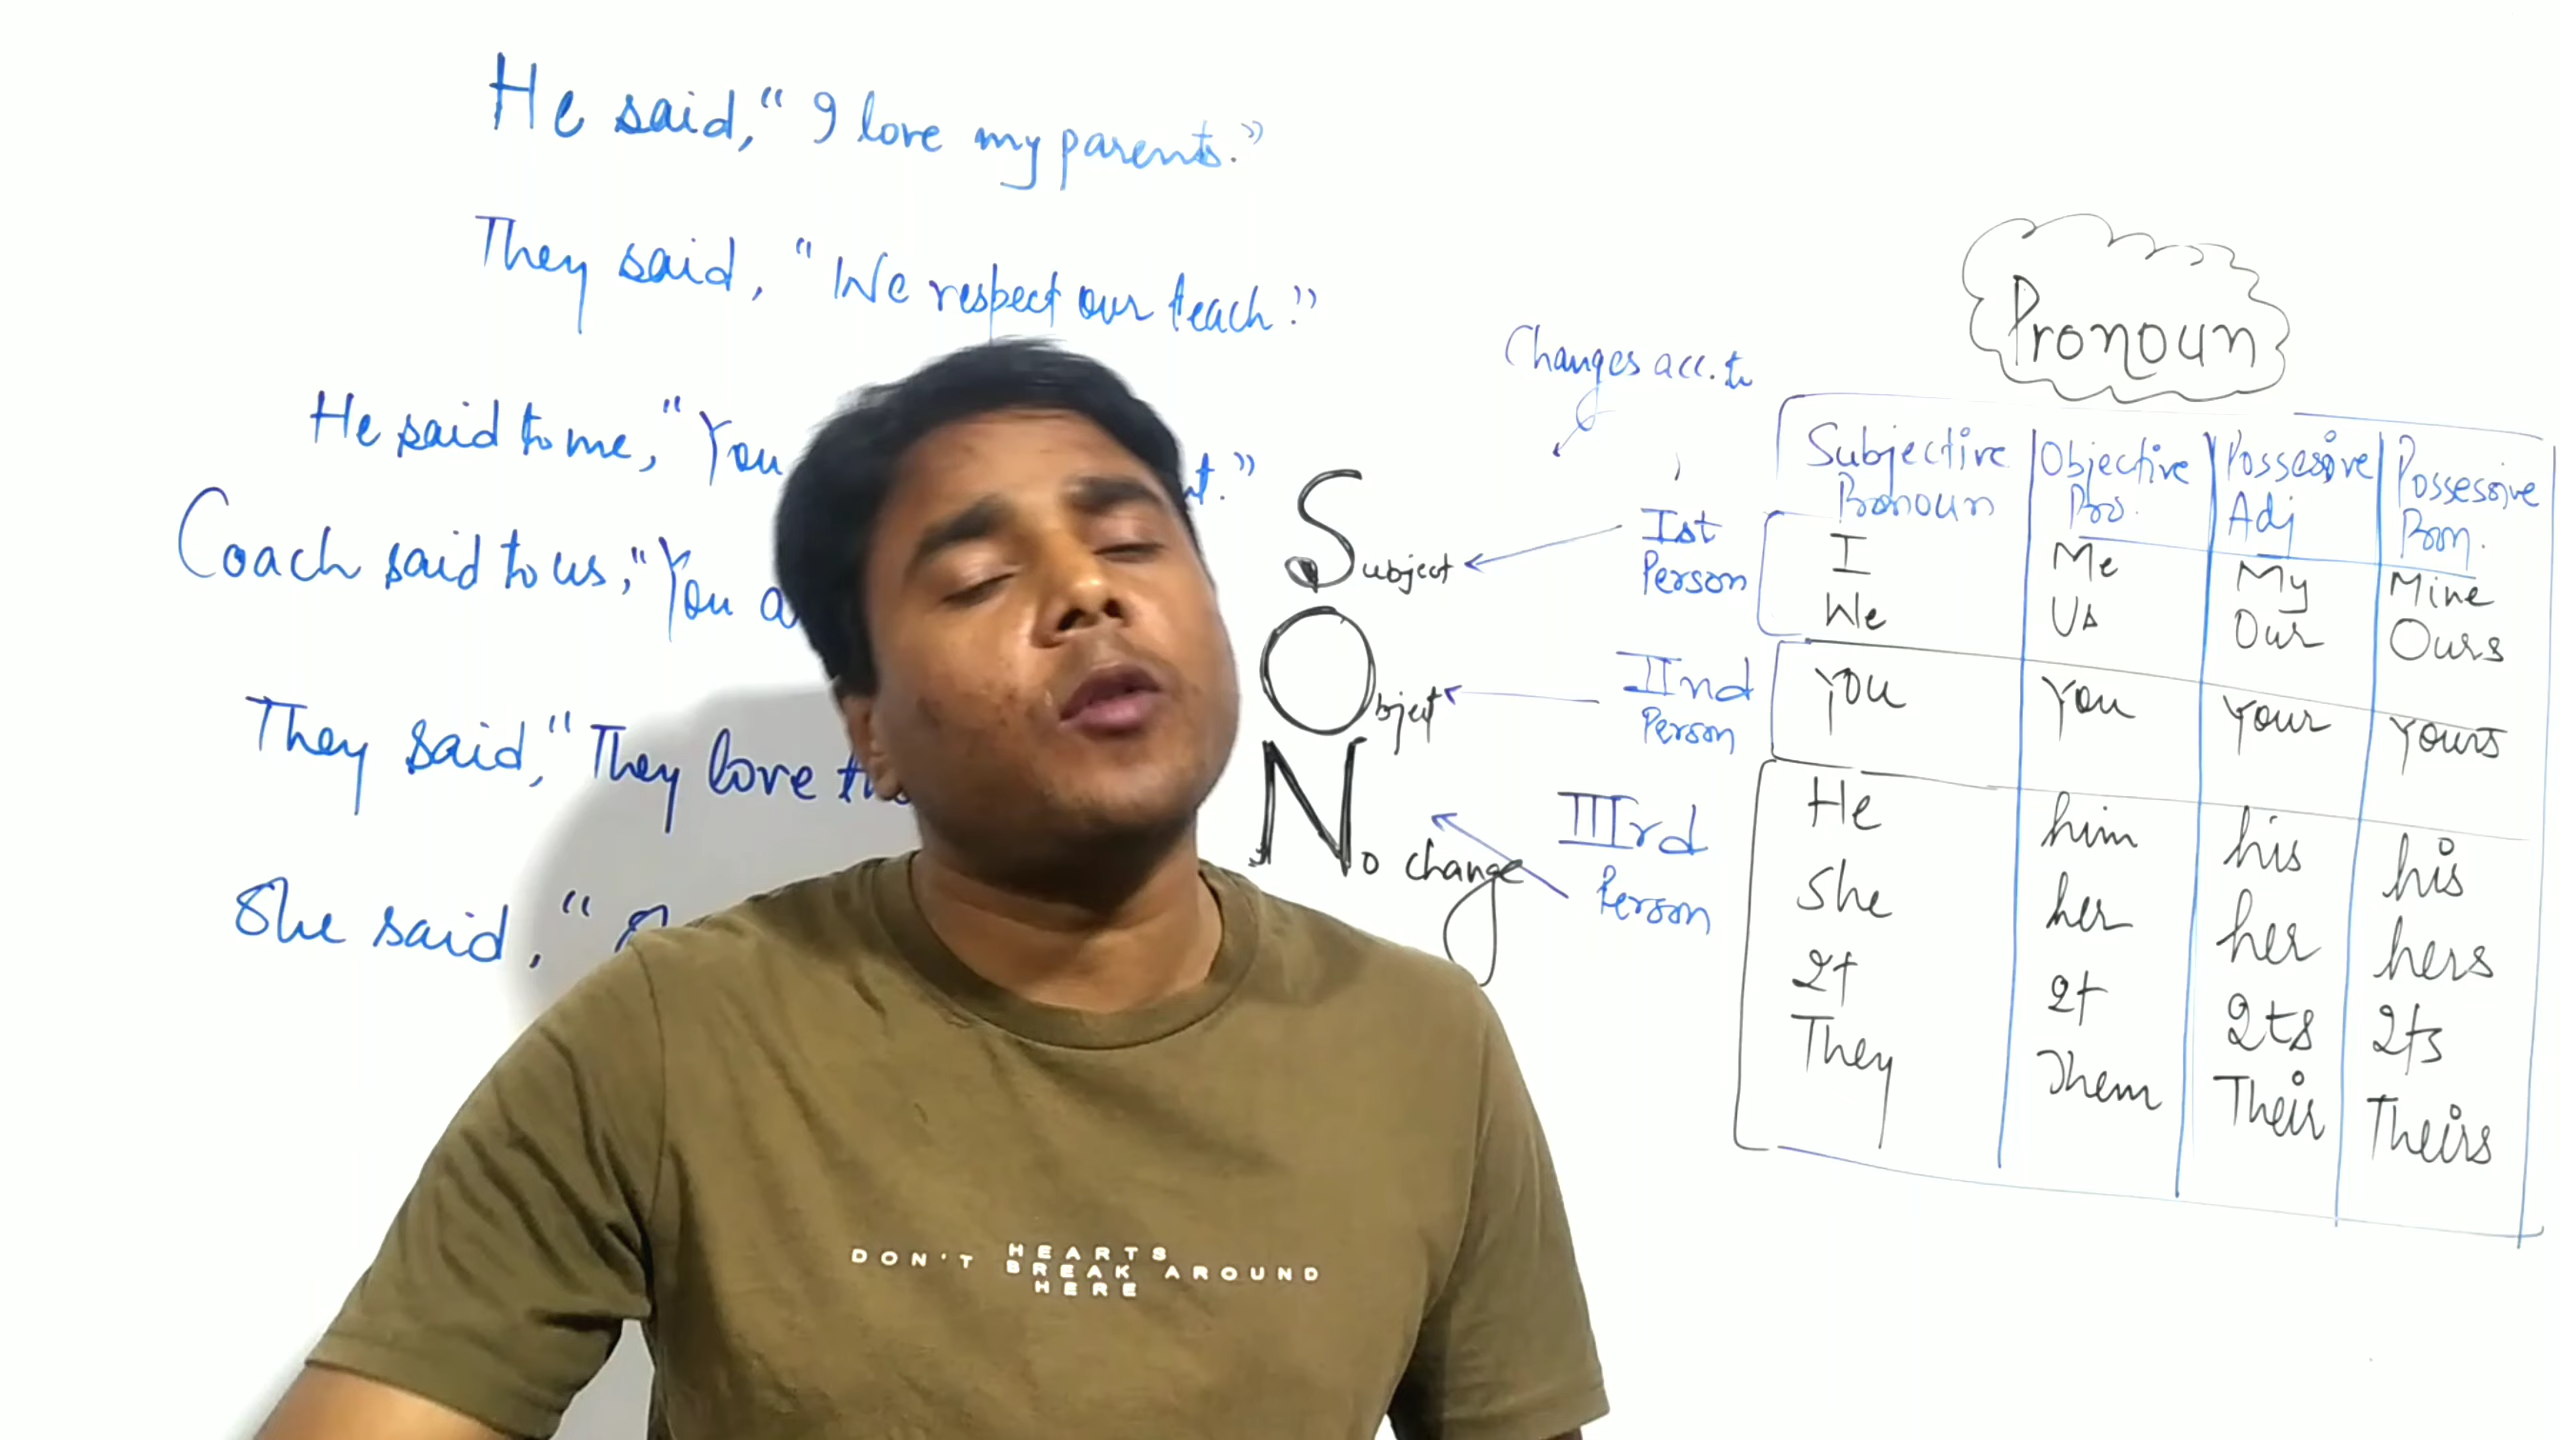 He said, “I love my parents.”
They said, “We respect our teach.”
He said to me, “You
t.”
Coach said to us, “You a
They said, “They love th
She said, “
Changes acc. to
Subject
Object
No change
Ist
Person
IInd
Person
IIIrd
Person
Pronoun
Subjective Pronoun | Objective Pro. | Possessive Adj | Possessive Pron.
I Me My Mine
We Us Our Ours
You You Your Yours
He him his his
She her her hers
It It Its Its
They Them Their Theirs
DON'T HEARTS BREAK AROUND HERE